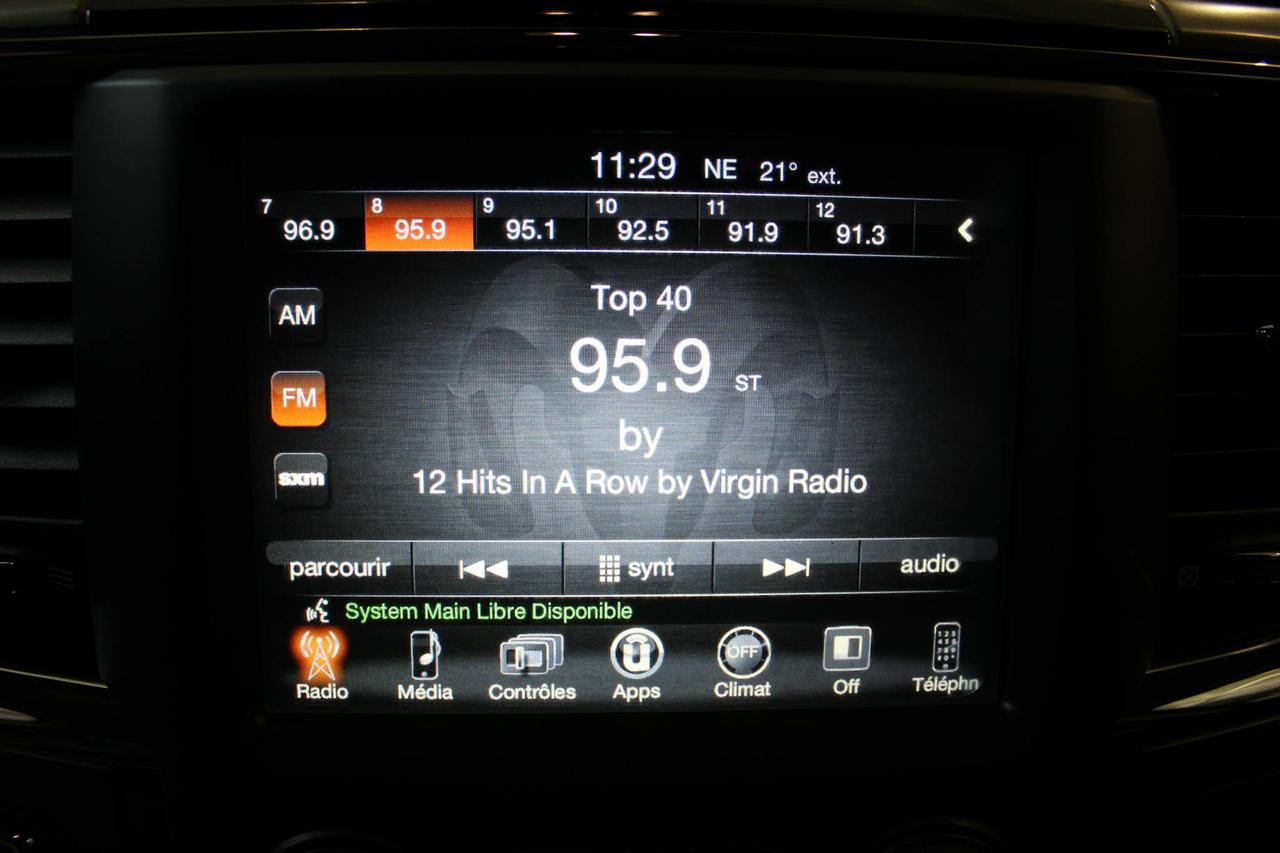 11:29 NE 21° ext.
7 96.9 8 95.9 9 95.1 10 92.5 11 91.9 12 91.3
AM
FM
sxm
Top 40
95.9 ST
by
12 Hits In A Row by Virgin Radio
parcourir synt audio
System Main Libre Disponible
OFF
Radio Média Contrôles Apps Climat Off Téléphn